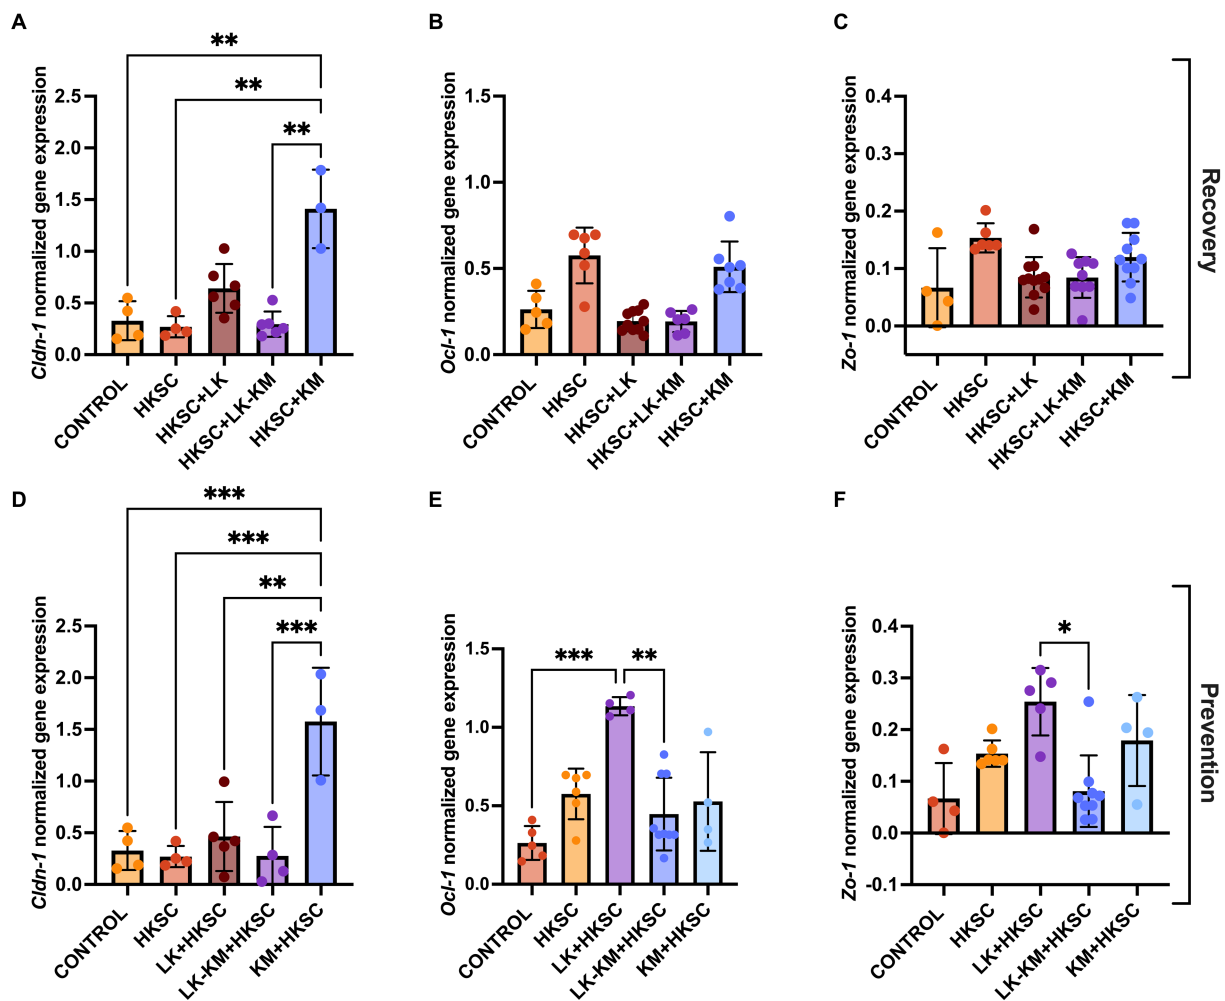 A
Cldn-1 normalized gene expression
2.5
2.0
1.5
1.0
0.5
0.0
**
**
**
CONTROL
HKSC
HKSC+LK
HKSC+LK-KM
HKSC+KM
B
Ocl-1 normalized gene expression
1.5
1.0
0.5
0.0
CONTROL
HKSC
HKSC+LK
HKSC+LK-KM
HKSC+KM
C
Zo-1 normalized gene expression
0.4
0.3
0.2
0.1
0.0
CONTROL
HKSC
HKSC+LK
HKSC+LK-KM
HKSC+KM
Recovery
D
Cldn-1 normalized gene expression
2.5
2.0
1.5
1.0
0.5
0.0
***
***
**
***
CONTROL
HKSC
LK+HKSC
LK-KM+HKSC
KM+HKSC
E
Ocl-1 normalized gene expression
1.5
1.0
0.5
0.0
***
**
CONTROL
HKSC
LK+HKSC
LK-KM+HKSC
KM+HKSC
F
Zo-1 normalized gene expression
0.4
0.3
0.2
0.1
0.0
-0.1
*
CONTROL
HKSC
LK+HKSC
LK-KM+HKSC
KM+HKSC
Prevention